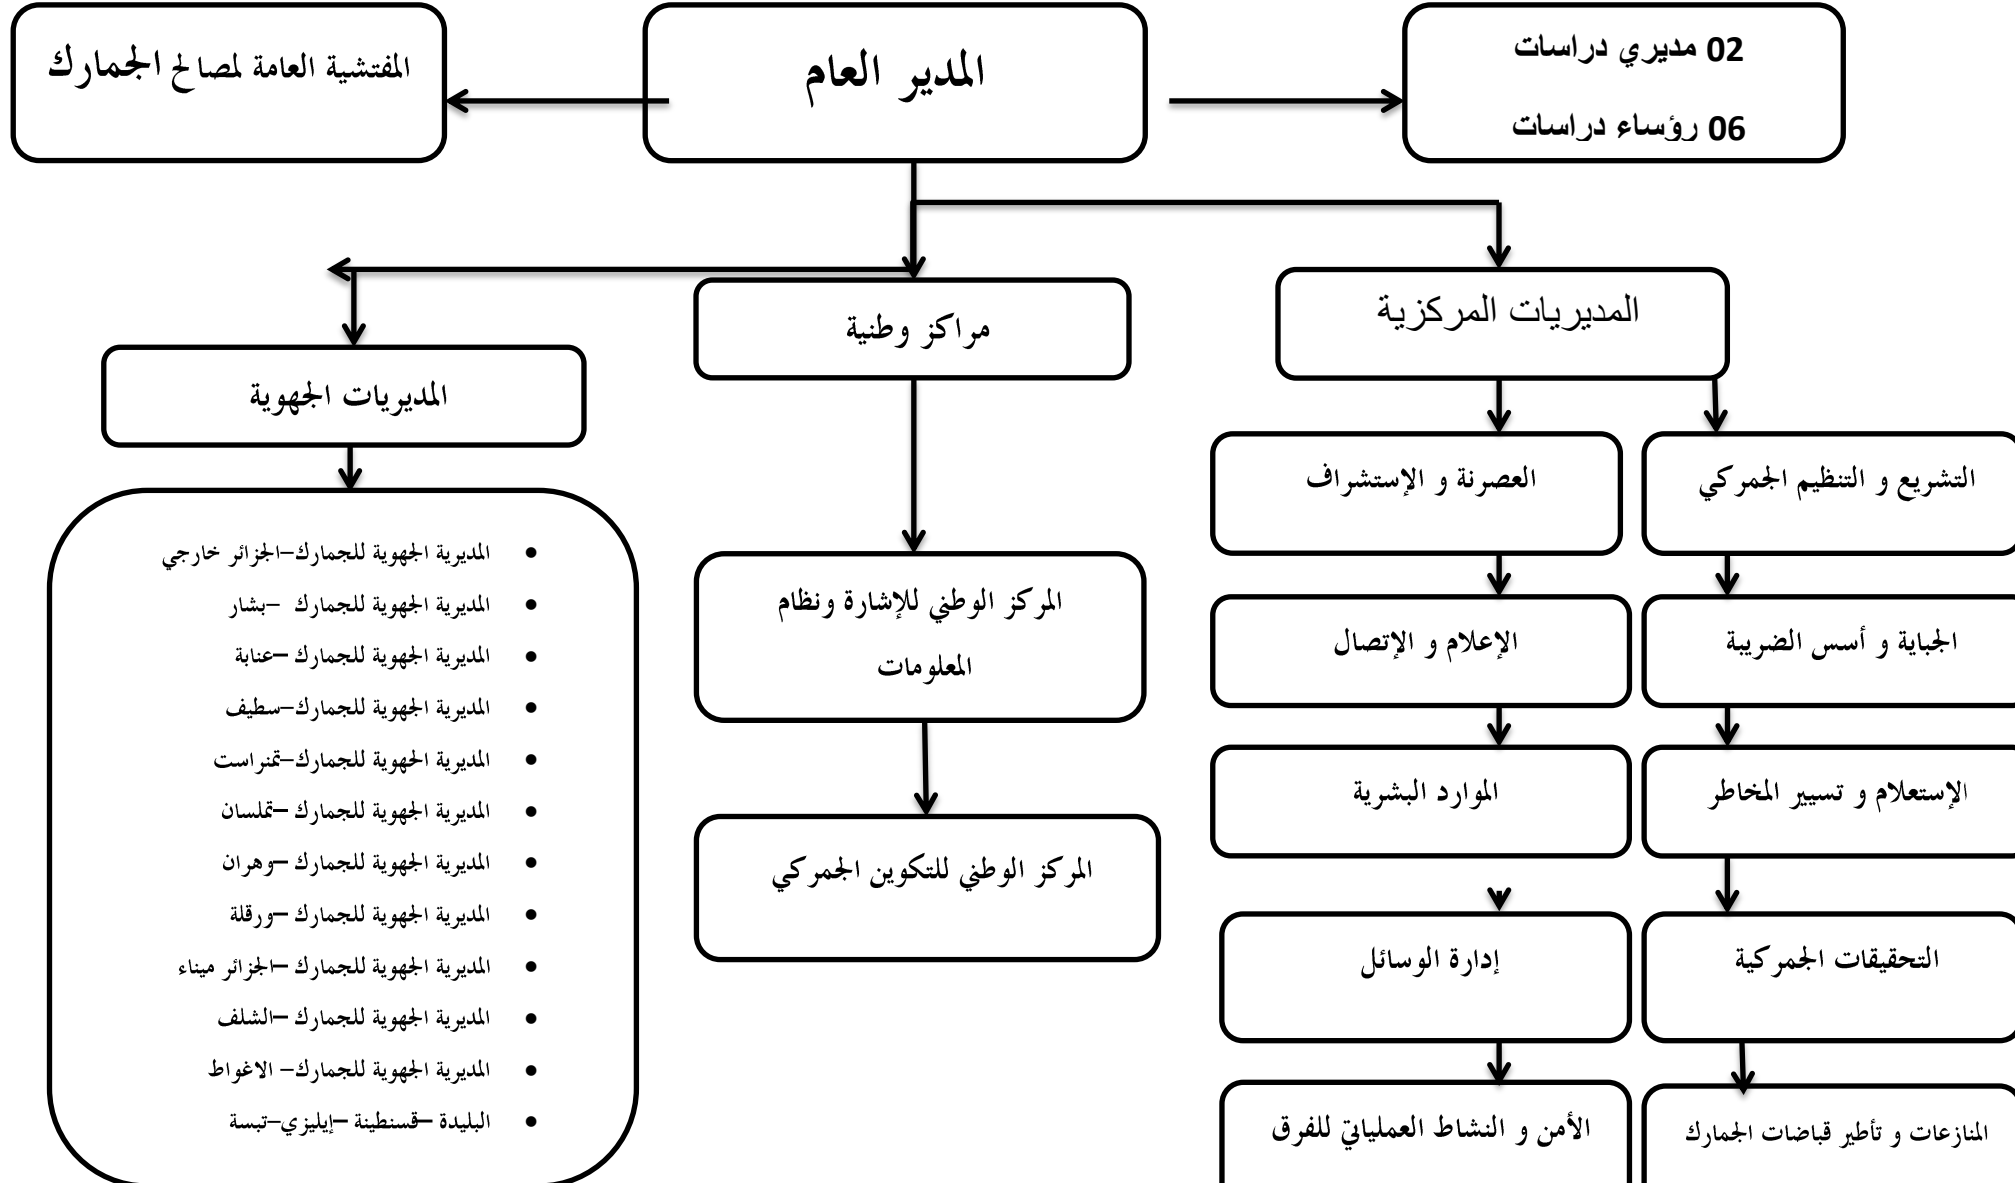 02 مديري دراسات
06 رؤساء دراسات
المدير العام
المفتشية العامة لمصالح الجمارك
المديريات المركزية
مراكز وطنية
المديريات الجهوية
التشريع و التنظيم الجمركي
العصرنة و الإستشراف
الجباية و أسس الضريبة
الإعلام و الإتصال
الإستعلام و تسيير المخاطر
الموارد البشرية
التحقيقات الجمركية
إدارة الوسائل
المنازعات و تأطير قباضات الجمارك
الأمن و النشاط العملياتي للفرق
المركز الوطني للإشارة ونظام
المعلومات
المركز الوطني للتكوين الجمركي
• المديرية الجهوية للجمارك–الجزائر خارجي
• المديرية الجهوية للجمارك –بشار
• المديرية الجهوية للجمارك –عنابة
• المديرية الجهوية للجمارك–سطيف
• المديرية الجهوية للجمارك–تمنراست
• المديرية الجهوية للجمارك –تملسان
• المديرية الجهوية للجمارك –وهران
• المديرية الجهوية للجمارك –ورقلة
• المديرية الجهوية للجمارك –الجزائر ميناء
• المديرية الجهوية للجمارك –الشلف
• المديرية الجهوية للجمارك– الاغواط
• البليدة –قسنطينة –إيليزي–تبسة